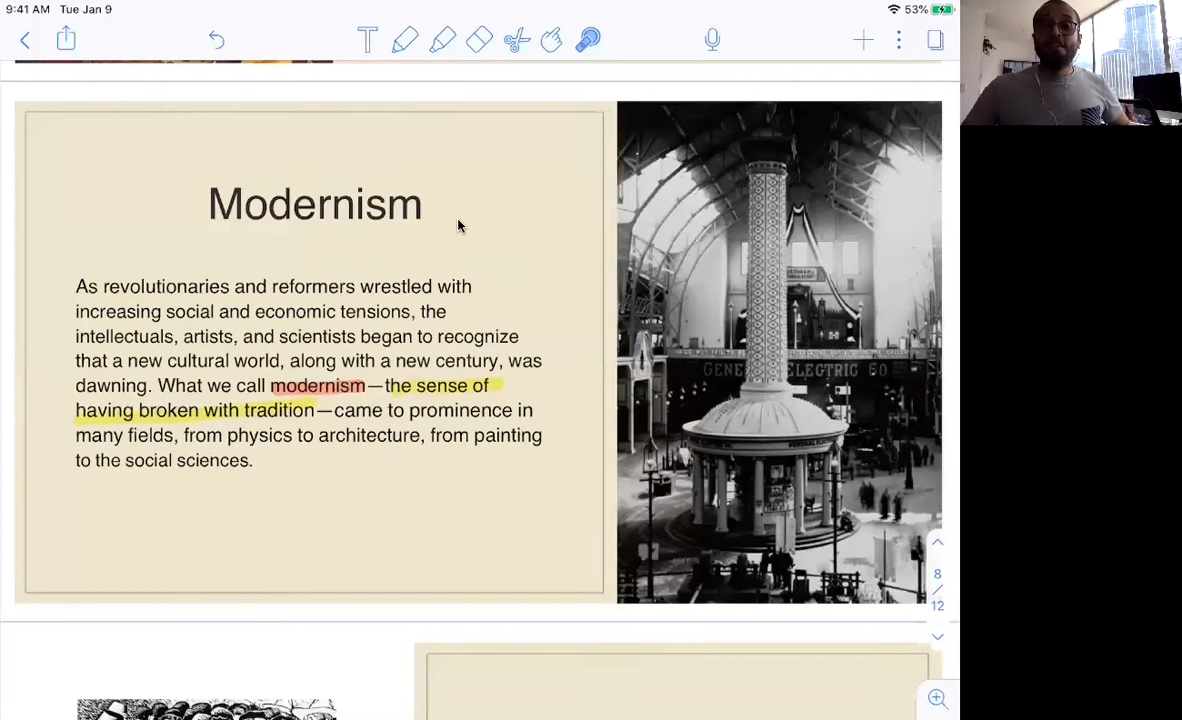 9:41 AM Tue Jan 9
53%
T
Modernism
As revolutionaries and reformers wrestled with
increasing social and economic tensions, the
intellectuals, artists, and scientists began to recognize
that a new cultural world, along with a new century, was
dawning. What we call modernism—the sense of
having broken with tradition—came to prominence in
many fields, from physics to architecture, from painting
to the social sciences.
GENERAL ELECTRIC CO
8
/
12